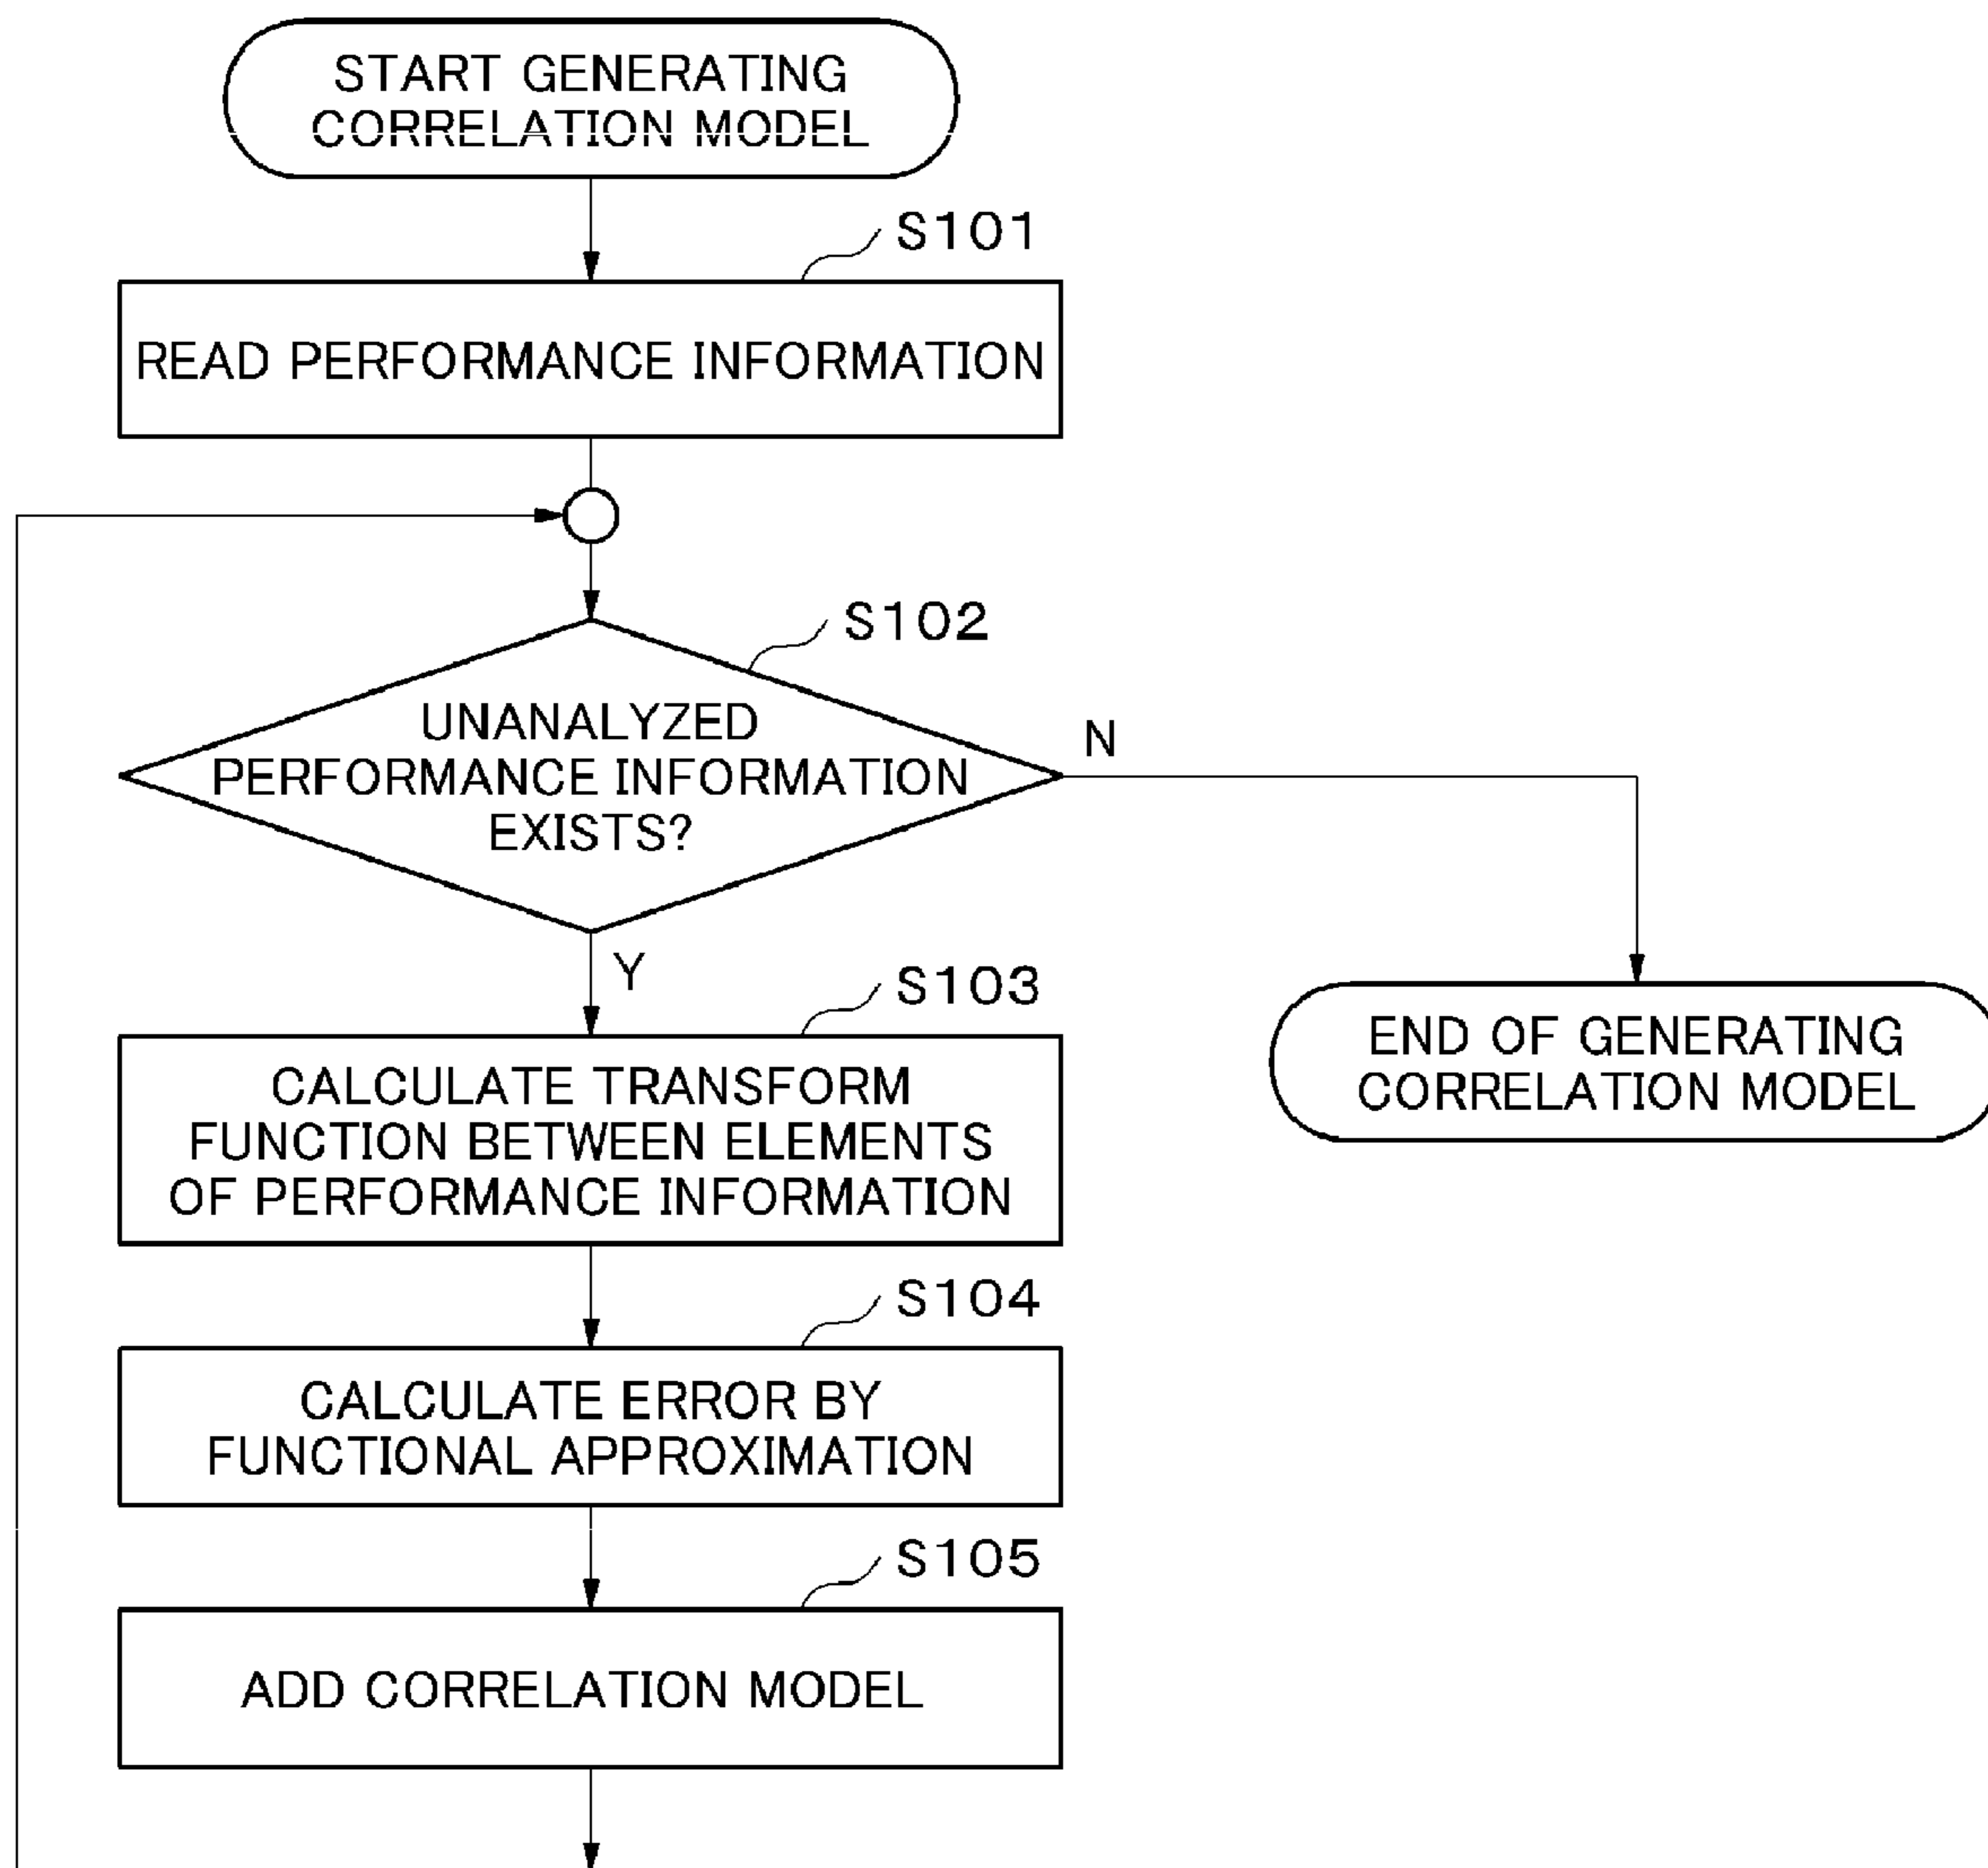 START GENERATING
CORRELATION MODEL
S101
READ PERFORMANCE INFORMATION
S102
UNANALYZED
PERFORMANCE INFORMATION
EXISTS?
N
Y
S103
CALCULATE TRANSFORM
FUNCTION BETWEEN ELEMENTS
OF PERFORMANCE INFORMATION
END OF GENERATING
CORRELATION MODEL
S104
CALCULATE ERROR BY
FUNCTIONAL APPROXIMATION
S105
ADD CORRELATION MODEL